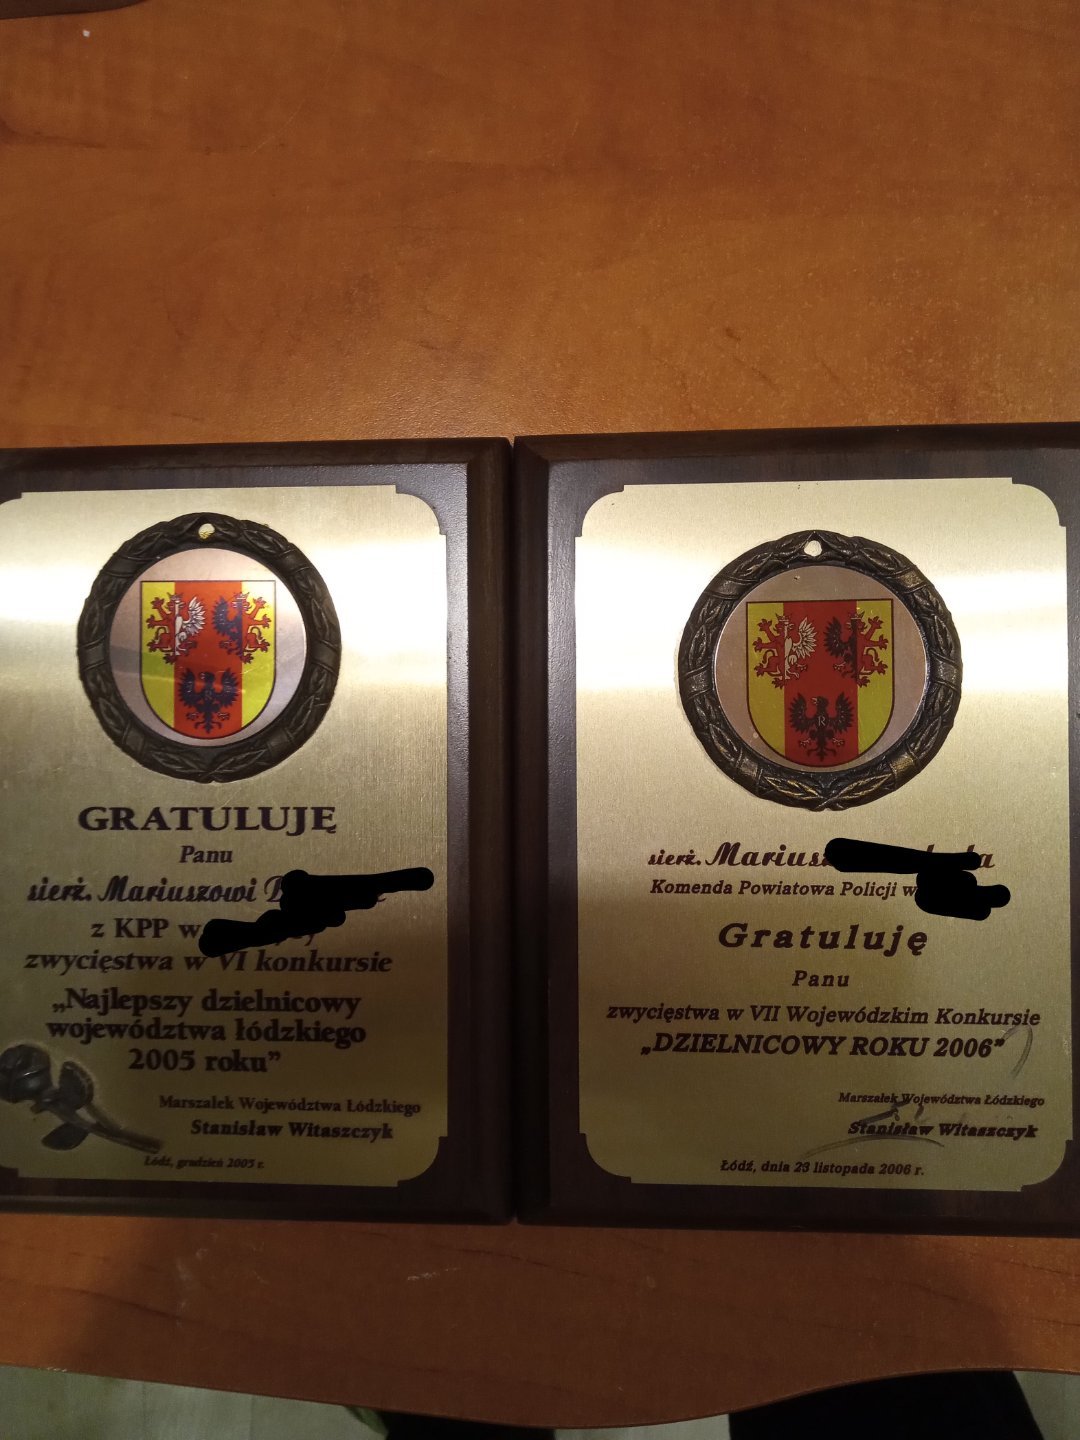 GRATULUJĘ
Panu
sierż. Mariuszowi
z KPP w
zwycięstwa w VI konkursie
„Najlepszy dzielnicowy
województwa łódzkiego
2005 roku”
Marszałek Województwa Łódzkiego
Stanisław Witaszczyk
Łódź, grudzień 2005 r.
R
sierż. Mariusz
Komenda Powiatowa Policji w
Gratuluję
Panu
zwycięstwa w VII Wojewódzkim Konkursie
„DZIELNICOWY ROKU 2006”
Marszałek Województwa Łódzkiego
Stanisław Witaszczyk
Łódź, dnia 23 listopada 2006 r.